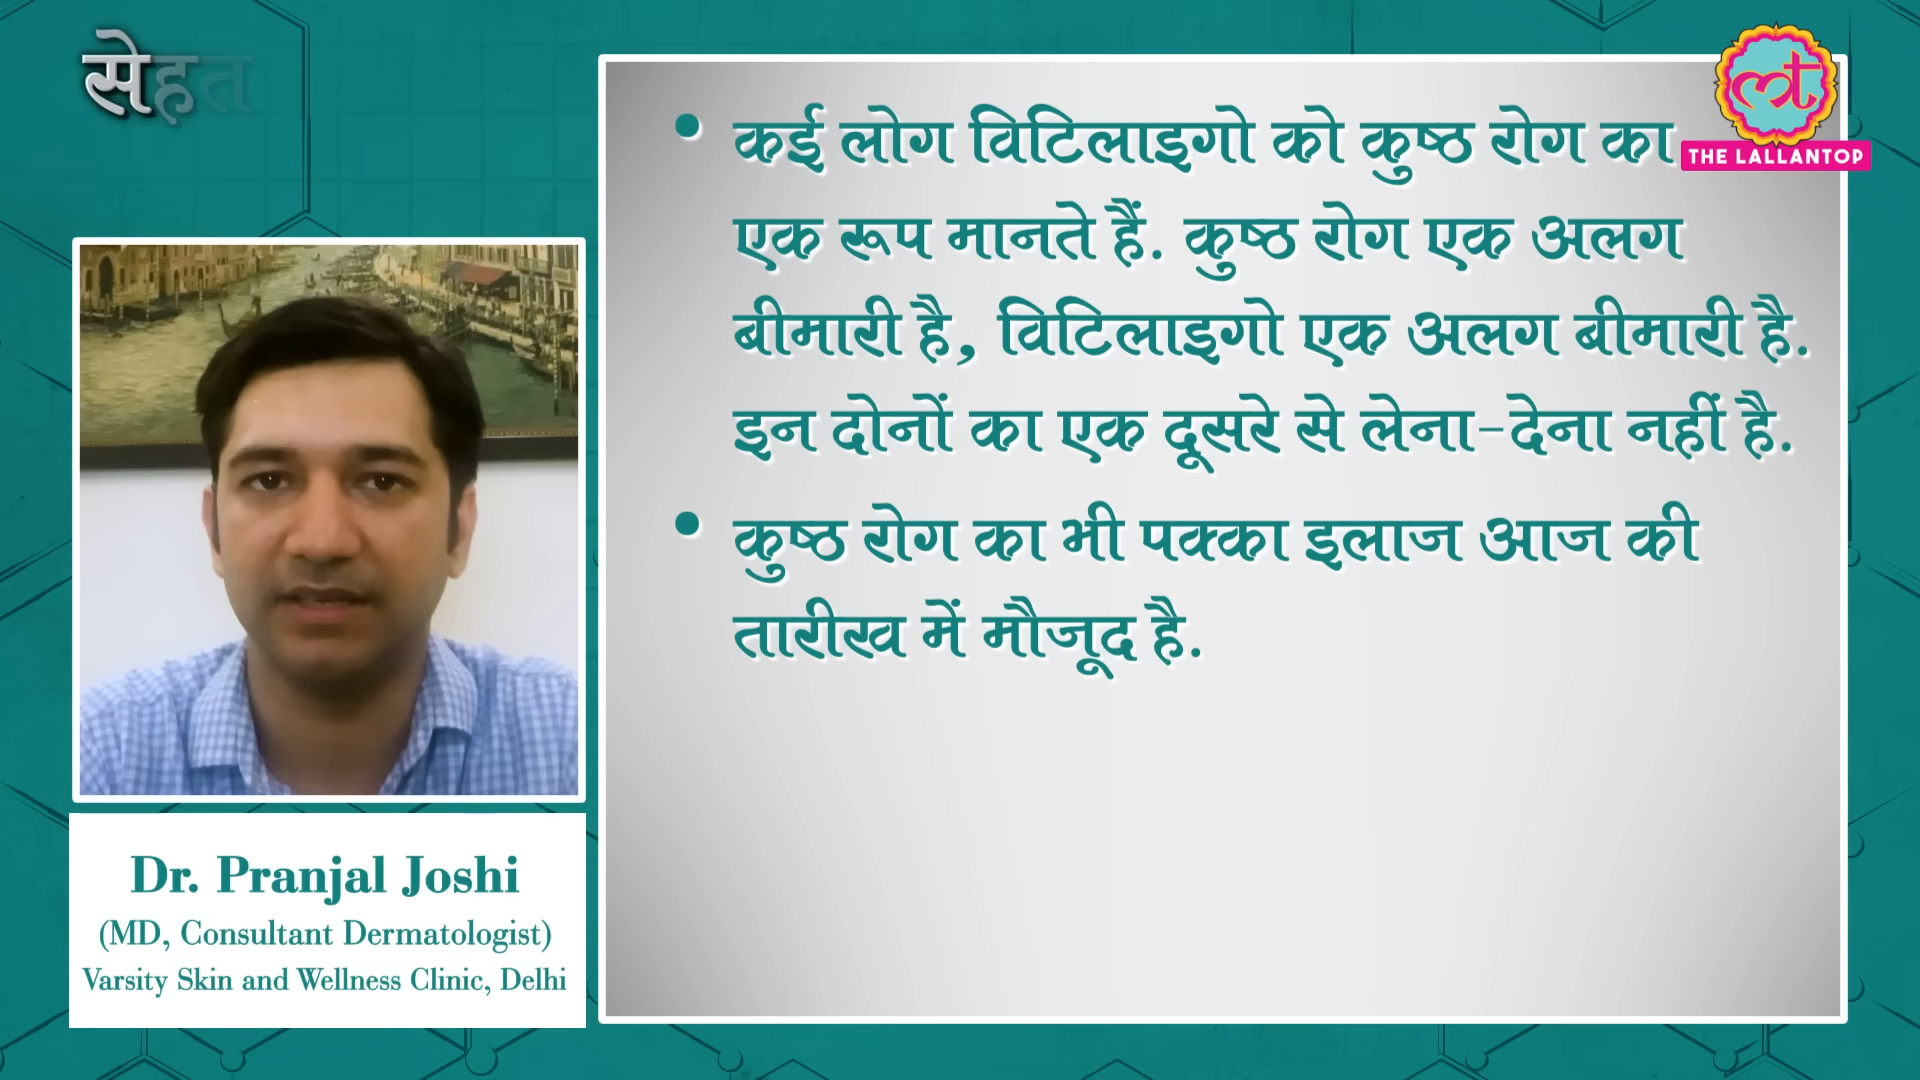 सेहत
THE LALLANTOP
• कई लोग विटिलाइगो को कुष्ठ रोग का
एक रूप मानते हैं. कुष्ठ रोग एक अलग
बीमारी है, विटिलाइगो एक अलग बीमारी है.
इन दोनों का एक दूसरे से लेना-देना नहीं है.
• कुष्ठ रोग का भी पक्का इलाज आज की
तारीख में मौजूद है.
Dr. Pranjal Joshi
(MD, Consultant Dermatologist)
Varsity Skin and Wellness Clinic, Delhi